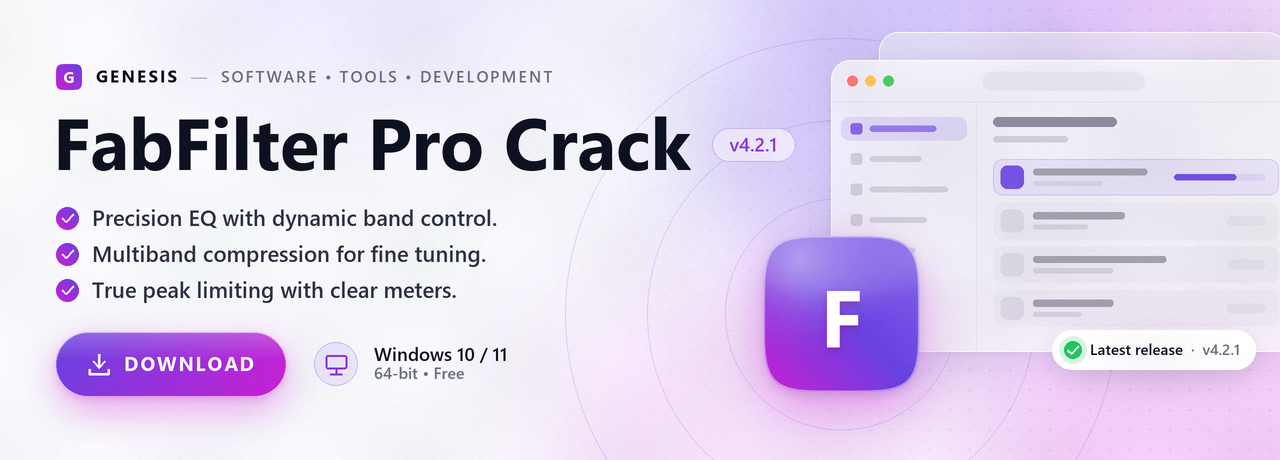 G GENESIS — SOFTWARE • TOOLS • DEVELOPMENT
FabFilter Pro Crack v4.2.1
Precision EQ with dynamic band control.
Multiband compression for fine tuning.
True peak limiting with clear meters.
DOWNLOAD
Windows 10 / 11
64-bit • Free
F
Latest release · v4.2.1